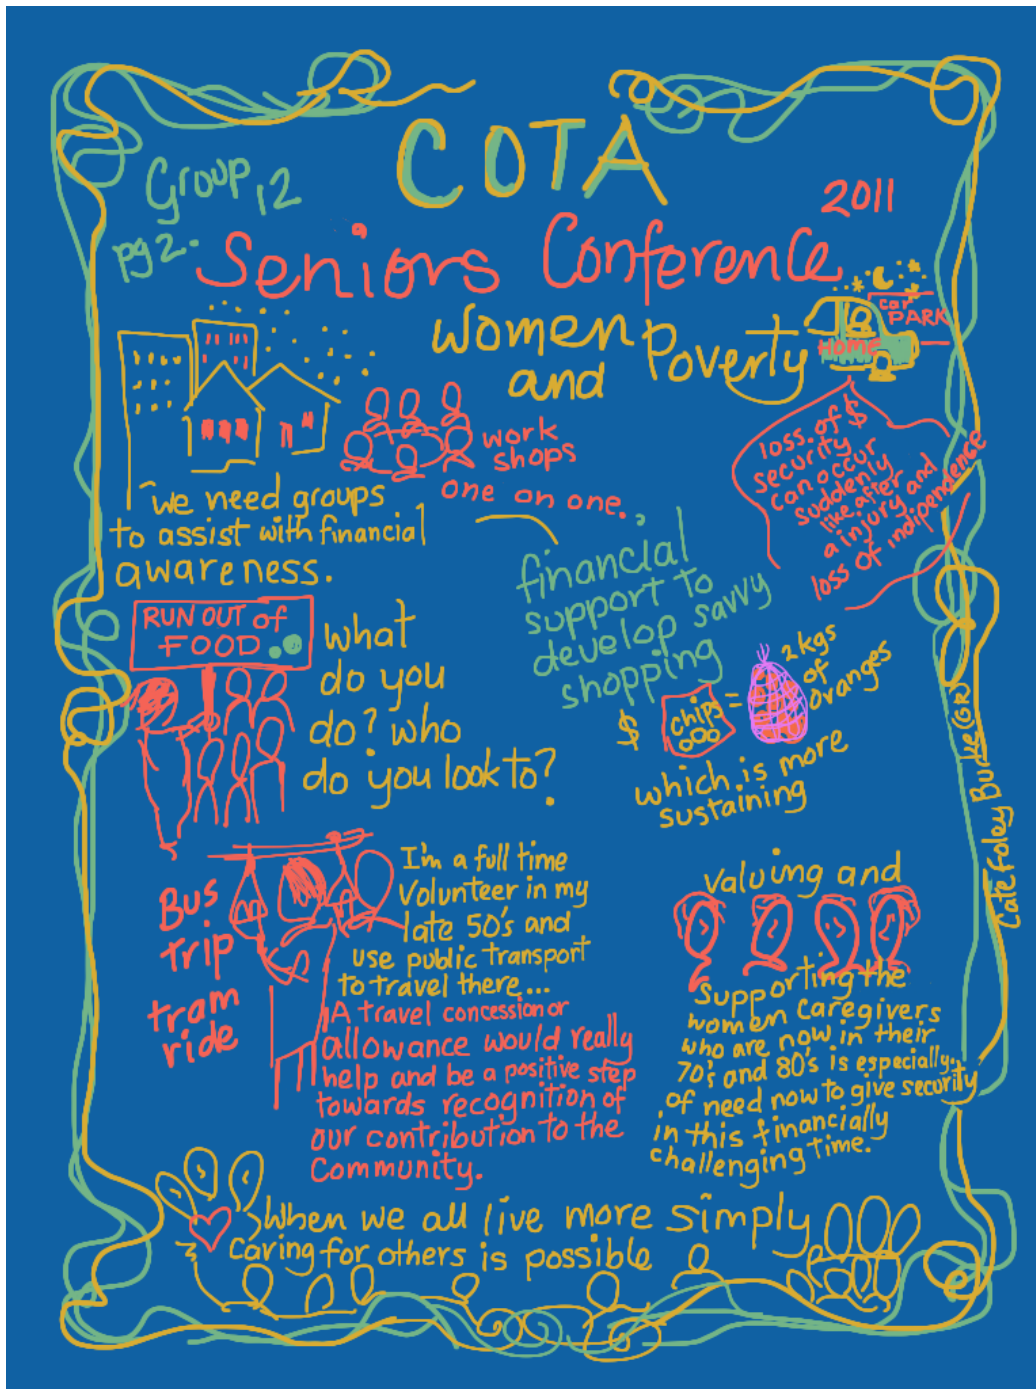 COTA
Group 12
pg 2.
2011
Seniors Conference
women
and Poverty
car
PARK
HOME
work
shops
one on one.
we need groups
to assist with financial
awareness.
loss of $
security
can occur
suddenly
like after
a injury and
loss of indipendence
financial
support to
develop savvy
shopping
$ chips =
2 kgs
of
oranges
which is more
sustaining
RUN OUT of
FOOD
what
do you
do? who
do you look to?
Bus
trip
tram
ride
I'm a full time
Volunteer in my
late 50's and
use public transport
to travel there...
A travel concession or
allowance would really
help and be a positive step
towards recognition of
our contribution to the
Community.
Valuing and
Supporting the
women Caregivers
who are now in their
70's and 80's is especially
of need now to give security
in this financially
challenging time.
When we all live more simply
Caring for others is possible
Cate Foley Burke (GR)